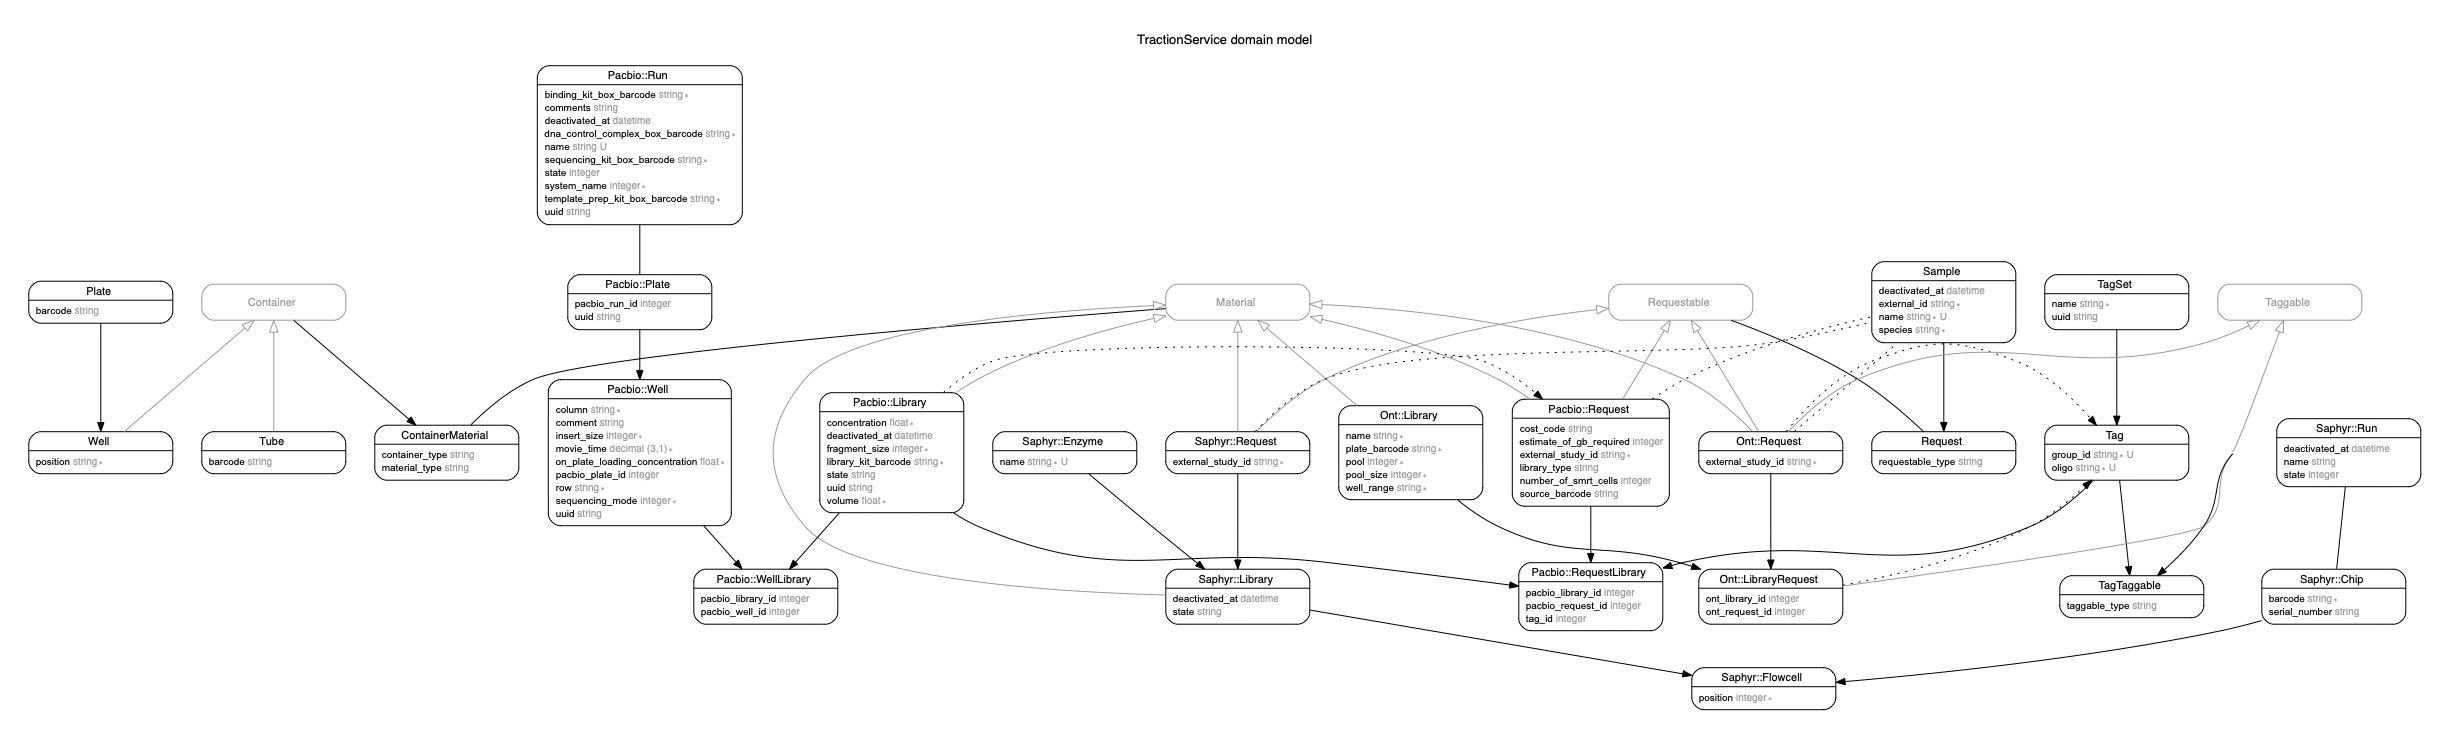 TractionService domain model
Pacbio::Run
binding_kit_box_barcode string ∗
comments string
deactivated_at datetime
dna_control_complex_box_barcode string ∗
name string U
sequencing_kit_box_barcode string ∗
state integer
system_name integer ∗
template_prep_kit_box_barcode string ∗
uuid string
Plate
barcode string
Container
Pacbio::Plate
pacbio_run_id integer
uuid string
Material
Requestable
Sample
deactivated_at datetime
external_id string ∗
name string ∗ U
species string ∗
TagSet
name string ∗
uuid string
Taggable
Well
position string ∗
Tube
barcode string
ContainerMaterial
container_type string
material_type string
Pacbio::Well
column string ∗
comment string
insert_size integer ∗
movie_time decimal (3,1) ∗
on_plate_loading_concentration float ∗
pacbio_plate_id integer
row string ∗
sequencing_mode integer ∗
uuid string
Pacbio::Library
concentration float ∗
deactivated_at datetime
fragment_size integer ∗
library_kit_barcode string ∗
state string
uuid string
volume float ∗
Saphyr::Enzyme
name string ∗ U
Saphyr::Request
external_study_id string ∗
Ont::Library
name string ∗
plate_barcode string ∗
pool integer ∗
pool_size integer ∗
well_range string ∗
Pacbio::Request
cost_code string
estimate_of_gb_required integer
external_study_id string ∗
library_type string
number_of_smrt_cells integer
source_barcode string
Ont::Request
external_study_id string ∗
Request
requestable_type string
Tag
group_id string ∗ U
oligo string ∗ U
Saphyr::Run
deactivated_at datetime
name string
state integer
Pacbio::WellLibrary
pacbio_library_id integer
pacbio_well_id integer
Saphyr::Library
deactivated_at datetime
state string
Pacbio::RequestLibrary
pacbio_library_id integer
pacbio_request_id integer
tag_id integer
Ont::LibraryRequest
ont_library_id integer
ont_request_id integer
TagTaggable
taggable_type string
Saphyr::Chip
barcode string ∗
serial_number string
Saphyr::Flowcell
position integer ∗